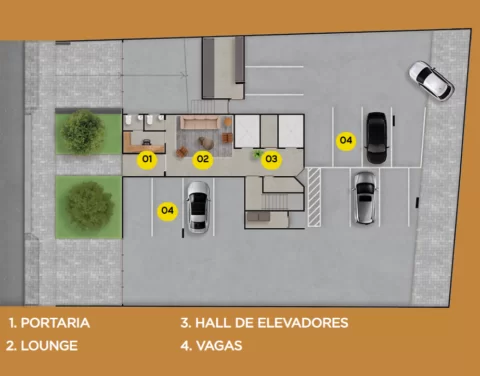 01
02
03
04
04
1. PORTARIA
2. LOUNGE
3. HALL DE ELEVADORES
4. VAGAS